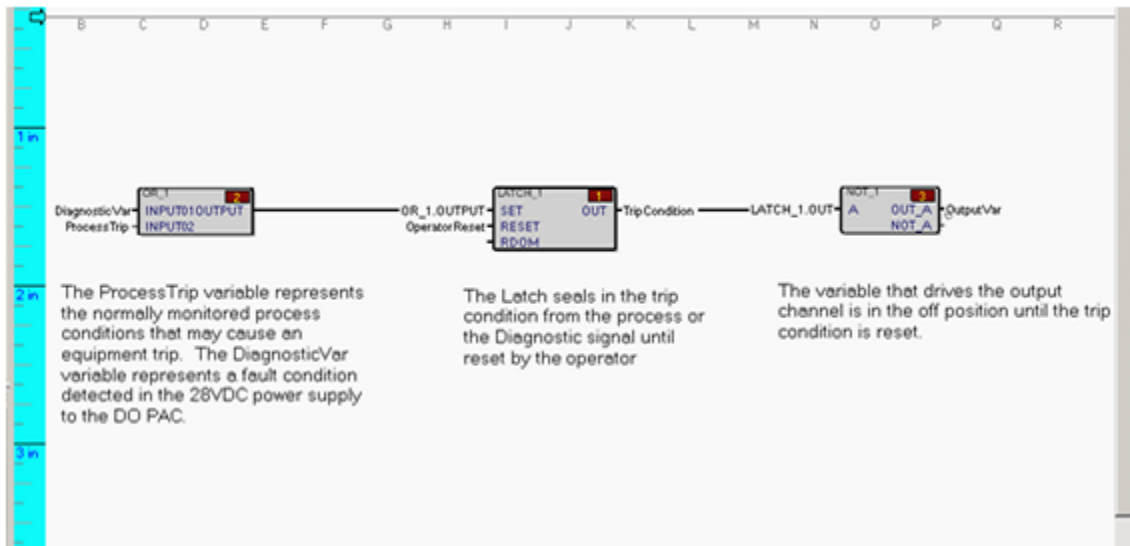 B C D E F G H I J K L M N O P Q R
1 in
OR_1 2
DiagnosticVar INPUT01OUTPUT
ProcessTrip INPUT02
LATCH_1 1
OR_1.OUTPUT SET OUT TripCondition
OperatorReset RESET
RDOM
NOT_1 3
LATCH_1.OUT A OUT_A OutputVar
NOT_A
2 in
The ProcessTrip variable represents
the normally monitored process
conditions that may cause an
equipment trip. The DiagnosticVar
variable represents a fault condition
detected in the 28VDC power supply
to the DO PAC.
The Latch seals in the trip
condition from the process or
the Diagnostic signal until
reset by the operator
The variable that drives the output
channel is in the off position until the trip
condition is reset.
3 in